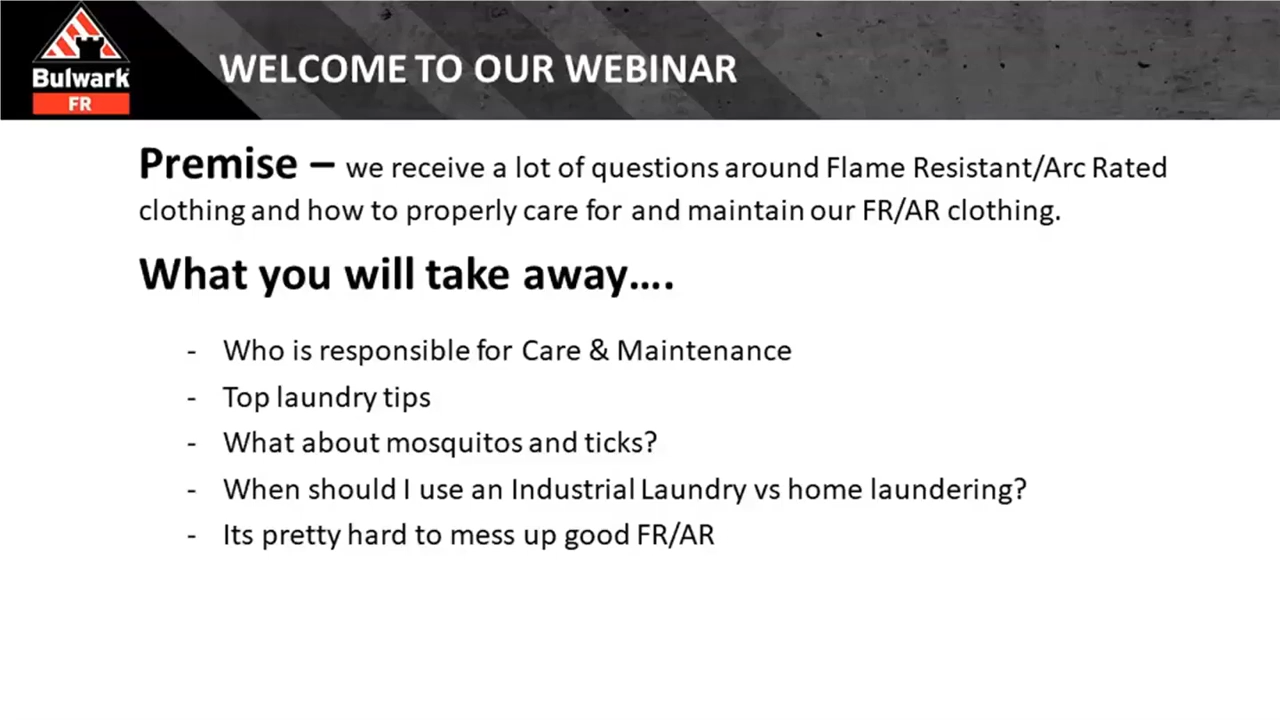 Bulwark
FR
WELCOME TO OUR WEBINAR
Premise – we receive a lot of questions around Flame Resistant/Arc Rated
clothing and how to properly care for and maintain our FR/AR clothing.
What you will take away....
- Who is responsible for Care & Maintenance
- Top laundry tips
- What about mosquitos and ticks?
- When should I use an Industrial Laundry vs home laundering?
- Its pretty hard to mess up good FR/AR